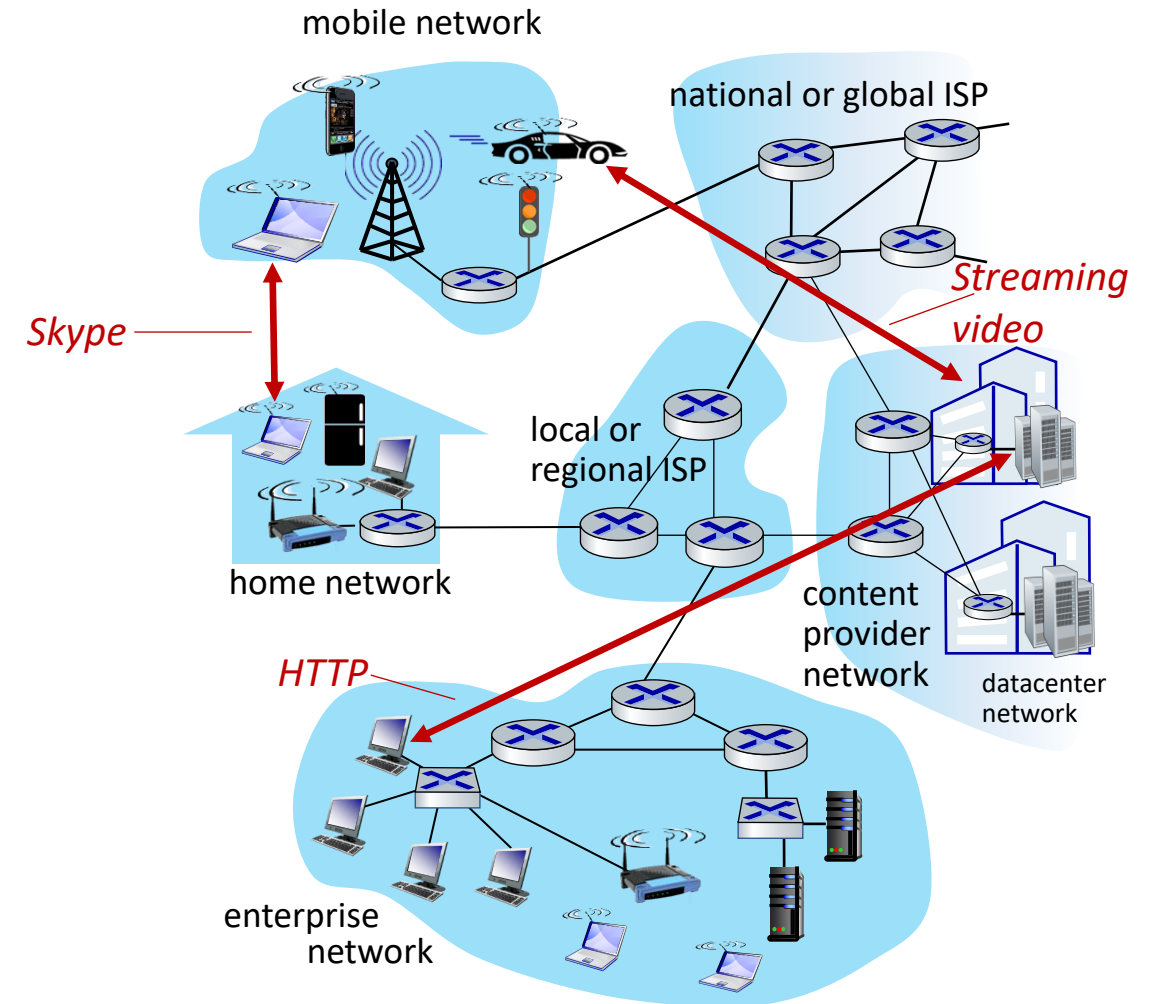 mobile network
national or global ISP
Streaming
video
Skype
local or
regional ISP
home network
content
provider
network
datacenter
network
HTTP
enterprise
network